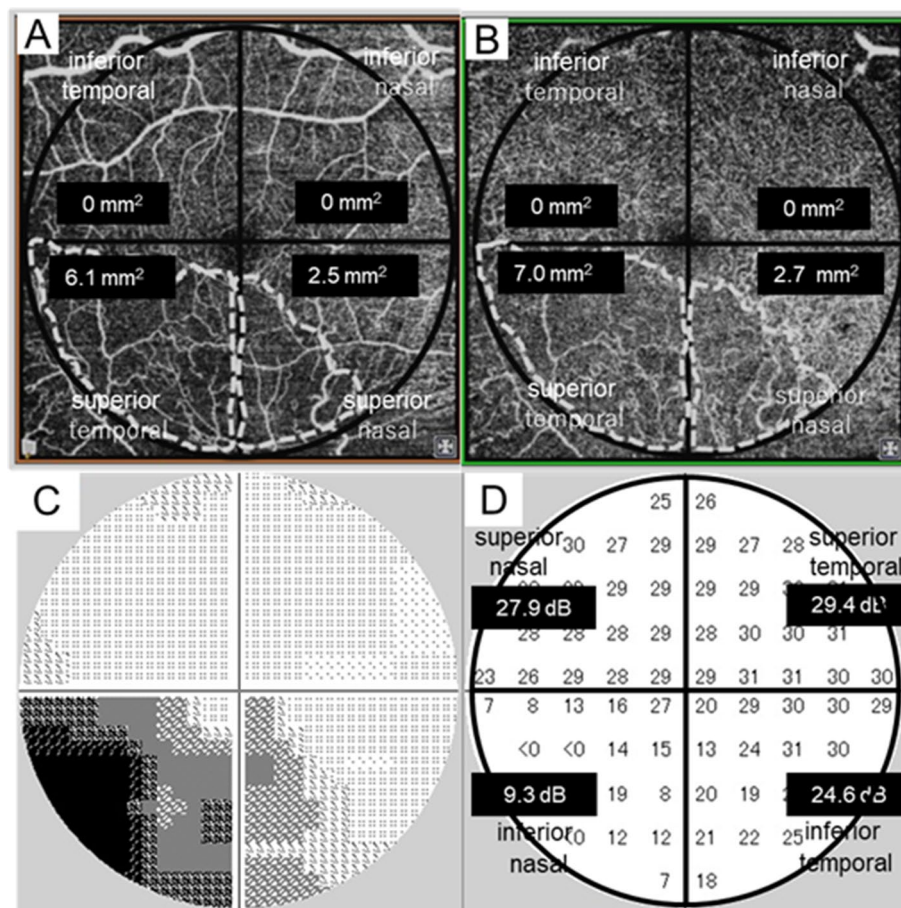 A
inferior
temporal
inferior
nasal
0 mm²
0 mm²
6.1 mm²
2.5 mm²
superior
temporal
superior
nasal
B
inferior
temporal
inferior
nasal
0 mm²
0 mm²
7.0 mm²
2.7 mm²
superior
temporal
superior
nasal
C
D
25 26
superior
nasal
30 27 29 29 27 28
superior
temporal
29 29 29 29
27.9 dB
29.4 dB
28 28 28 29 28 30 30 31
23 26 29 28 29 29 31 31 30 30
7 8 13 16 27 20 29 30 30 29
<0 <0 14 15 13 24 31 30
9.3 dB
19 8 20 19
24.6 dB
inferior
nasal
12 12 21 22 25
inferior
temporal
7 18